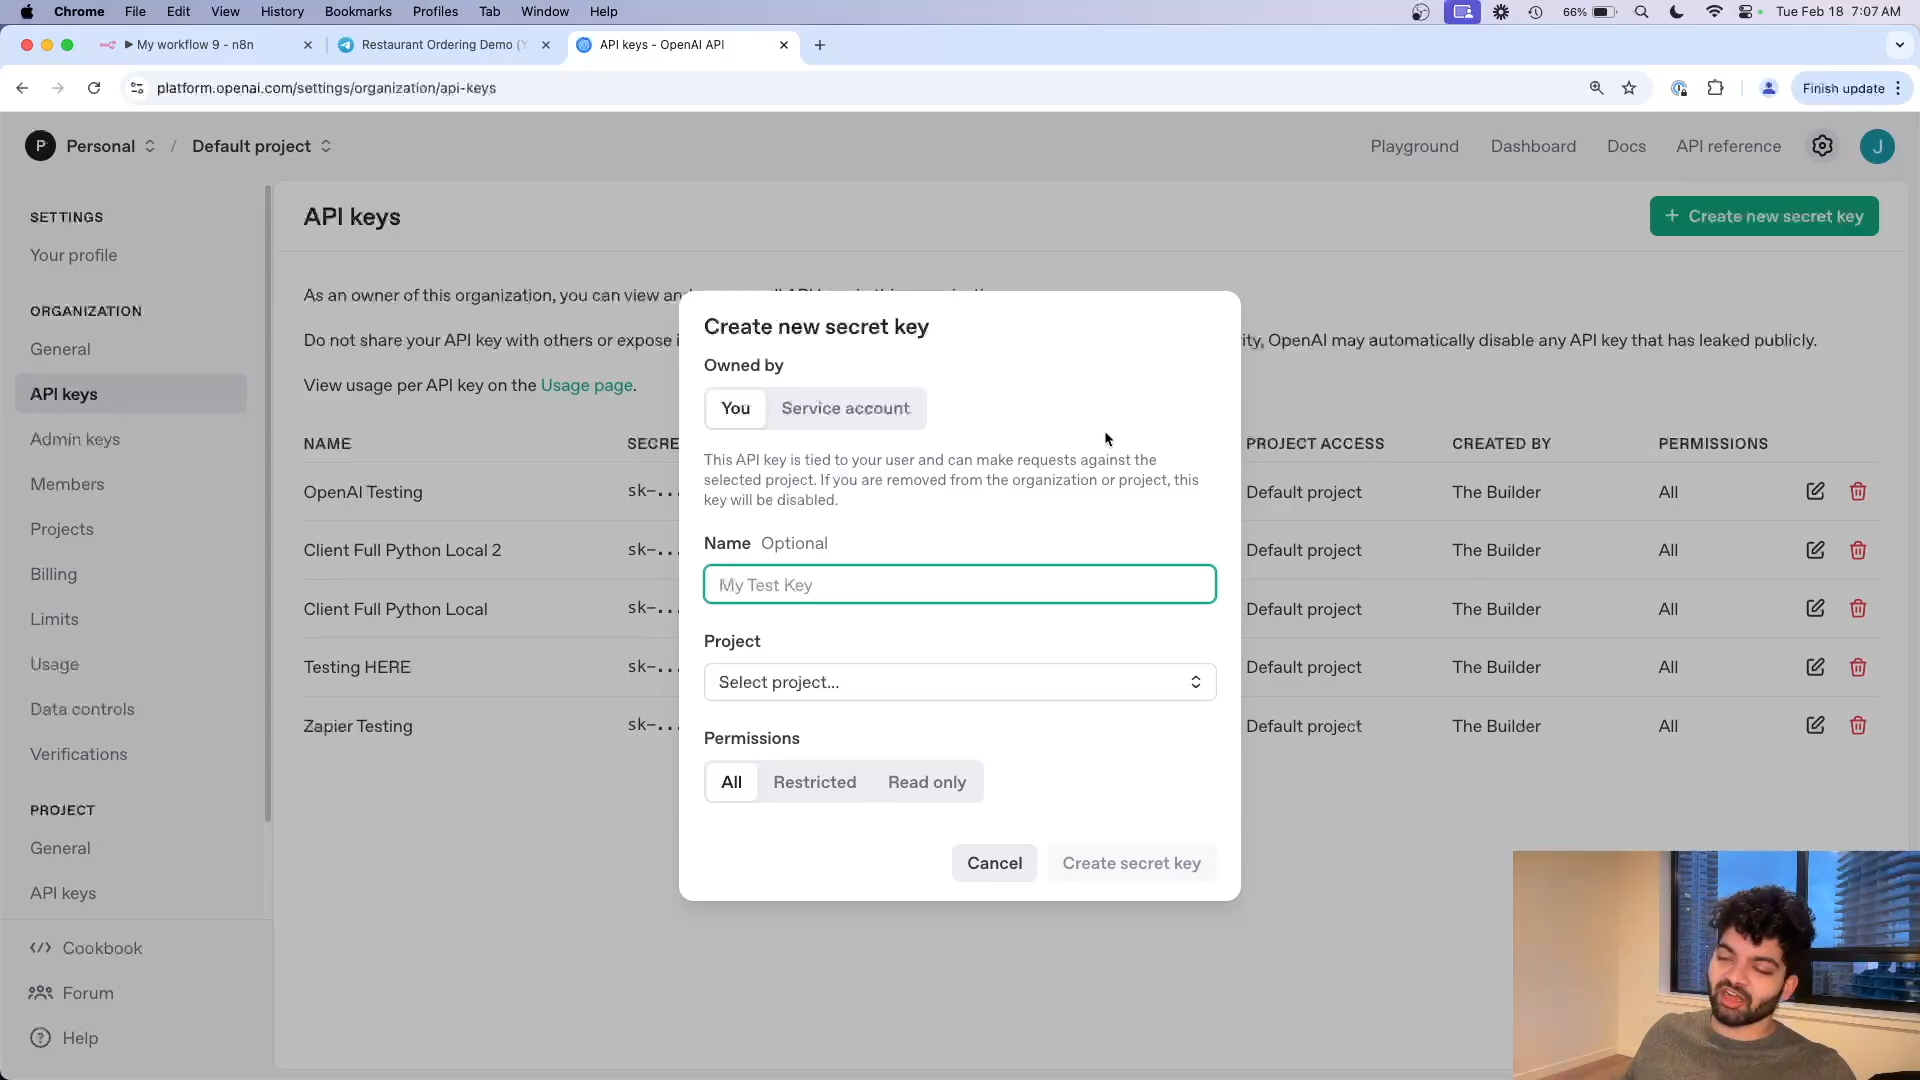 Chrome File Edit View History Bookmarks Profiles Tab Window Help 66% Tue Feb 18 7:07 AM
My workflow 9 - n8n
Restaurant Ordering Demo (Y
API keys - OpenAI API
platform.openai.com/settings/organization/api-keys
Finish update
P Personal / Default project
Playground Dashboard Docs API reference J
SETTINGS
Your profile
ORGANIZATION
General
API keys
Admin keys
Members
Projects
Billing
Limits
Usage
Data controls
Verifications
PROJECT
General
API keys
Cookbook
Forum
Help
API keys
+ Create new secret key
As an owner of this organization, you can view an
Do not share your API key with others or expose i
ity, OpenAI may automatically disable any API key that has leaked publicly.
View usage per API key on the Usage page.
NAME SECRE PROJECT ACCESS CREATED BY PERMISSIONS
OpenAI Testing sk-... Default project The Builder All
Client Full Python Local 2 sk-... Default project The Builder All
Client Full Python Local sk-... Default project The Builder All
Testing HERE sk-... Default project The Builder All
Zapier Testing sk-... Default project The Builder All
Create new secret key
Owned by
You Service account
This API key is tied to your user and can make requests against the
selected project. If you are removed from the organization or project, this
key will be disabled.
Name Optional
My Test Key
Project
Select project...
Permissions
All Restricted Read only
Cancel Create secret key